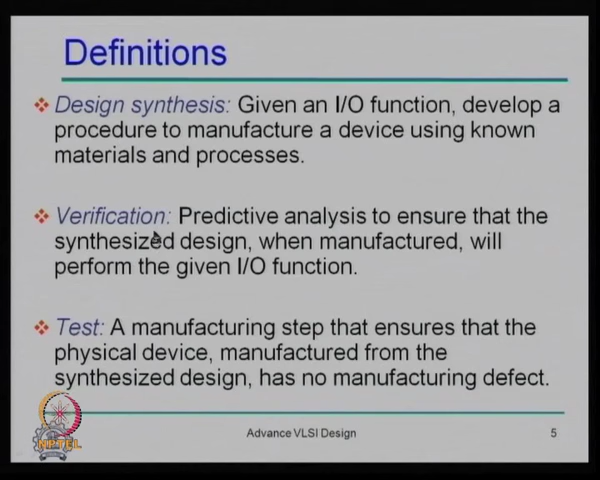 Definitions
Design synthesis: Given an I/O function, develop a
procedure to manufacture a device using known
materials and processes.
Verification: Predictive analysis to ensure that the
synthesized design, when manufactured, will
perform the given I/O function.
Test: A manufacturing step that ensures that the
physical device, manufactured from the
synthesized design, has no manufacturing defect.
NPTEL
Advance VLSI Design
5